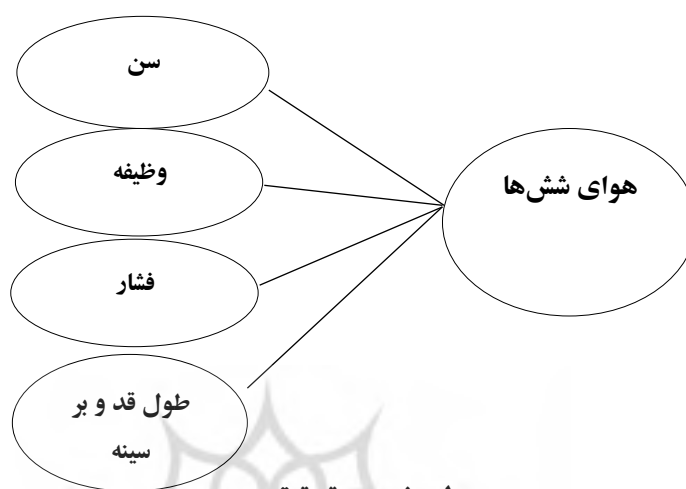 سن
وظیفه
هوای شش‌ها
فشار
طول قد و بر
سینه